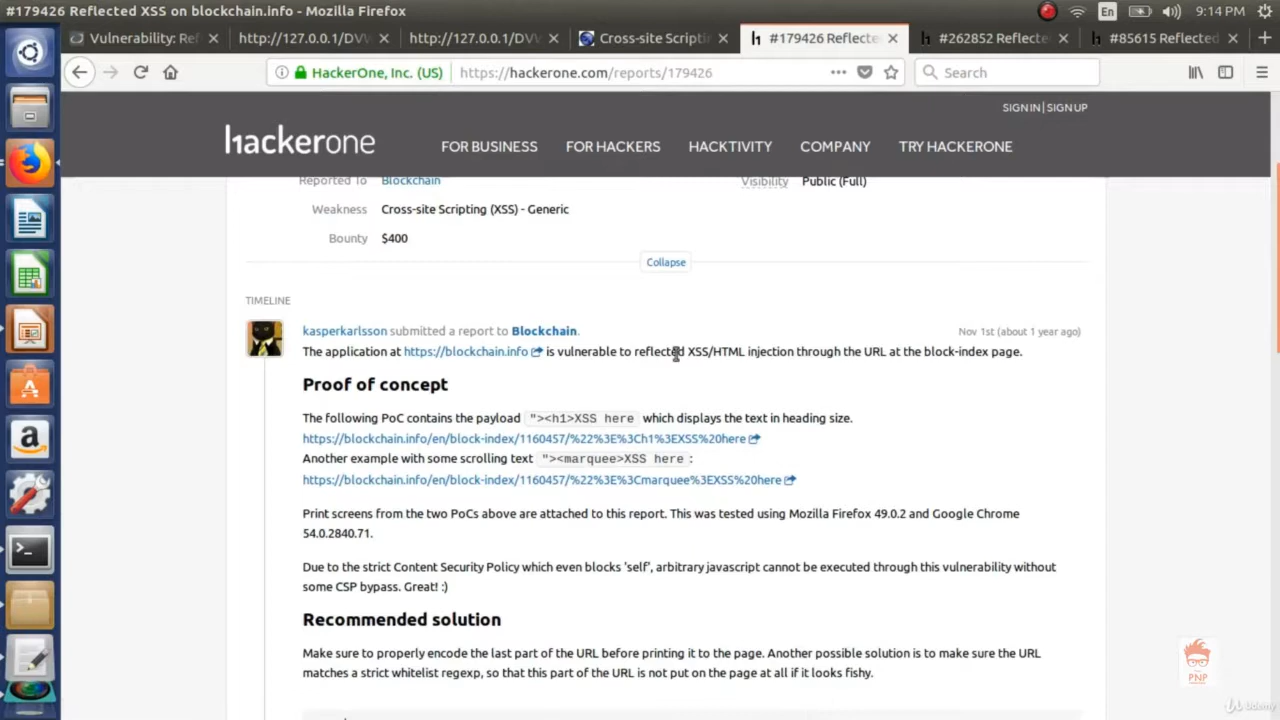 #179426 Reflected XSS on blockchain.info - Mozilla Firefox
En
9:14 PM
Vulnerability: Ref
http://127.0.0.1/DV
http://127.0.0.1/DV
Cross-site Scripti
#179426 Reflecte
#262852 Reflecte
#85615 Reflected
HackerOne, Inc. (US)
https://hackerone.com/reports/179426
Search
SIGN IN | SIGN UP
hackerone
FOR BUSINESS
FOR HACKERS
HACKTIVITY
COMPANY
TRY HACKERONE
Reported To Blockchain
Visibility Public (Full)
Weakness Cross-site Scripting (XSS) - Generic
Bounty $400
Collapse
TIMELINE
kasperkarlsson submitted a report to Blockchain.
Nov 1st (about 1 year ago)
The application at https://blockchain.info is vulnerable to reflected XSS/HTML injection through the URL at the block-index page.
Proof of concept
The following PoC contains the payload "><h1>XSS here which displays the text in heading size.
https://blockchain.info/en/block-index/1160457/%22%3E%3Ch1%3EXSS%20here
Another example with some scrolling text "><marquee>XSS here :
https://blockchain.info/en/block-index/1160457/%22%3E%3Cmarquee%3EXSS%20here
Print screens from the two PoCs above are attached to this report. This was tested using Mozilla Firefox 49.0.2 and Google Chrome
54.0.2840.71.
Due to the strict Content Security Policy which even blocks 'self', arbitrary javascript cannot be executed through this vulnerability without
some CSP bypass. Great! :)
Recommended solution
Make sure to properly encode the last part of the URL before printing it to the page. Another possible solution is to make sure the URL
matches a strict whitelist regexp, so that this part of the URL is not put on the page at all if it looks fishy.
PNP
Udemy